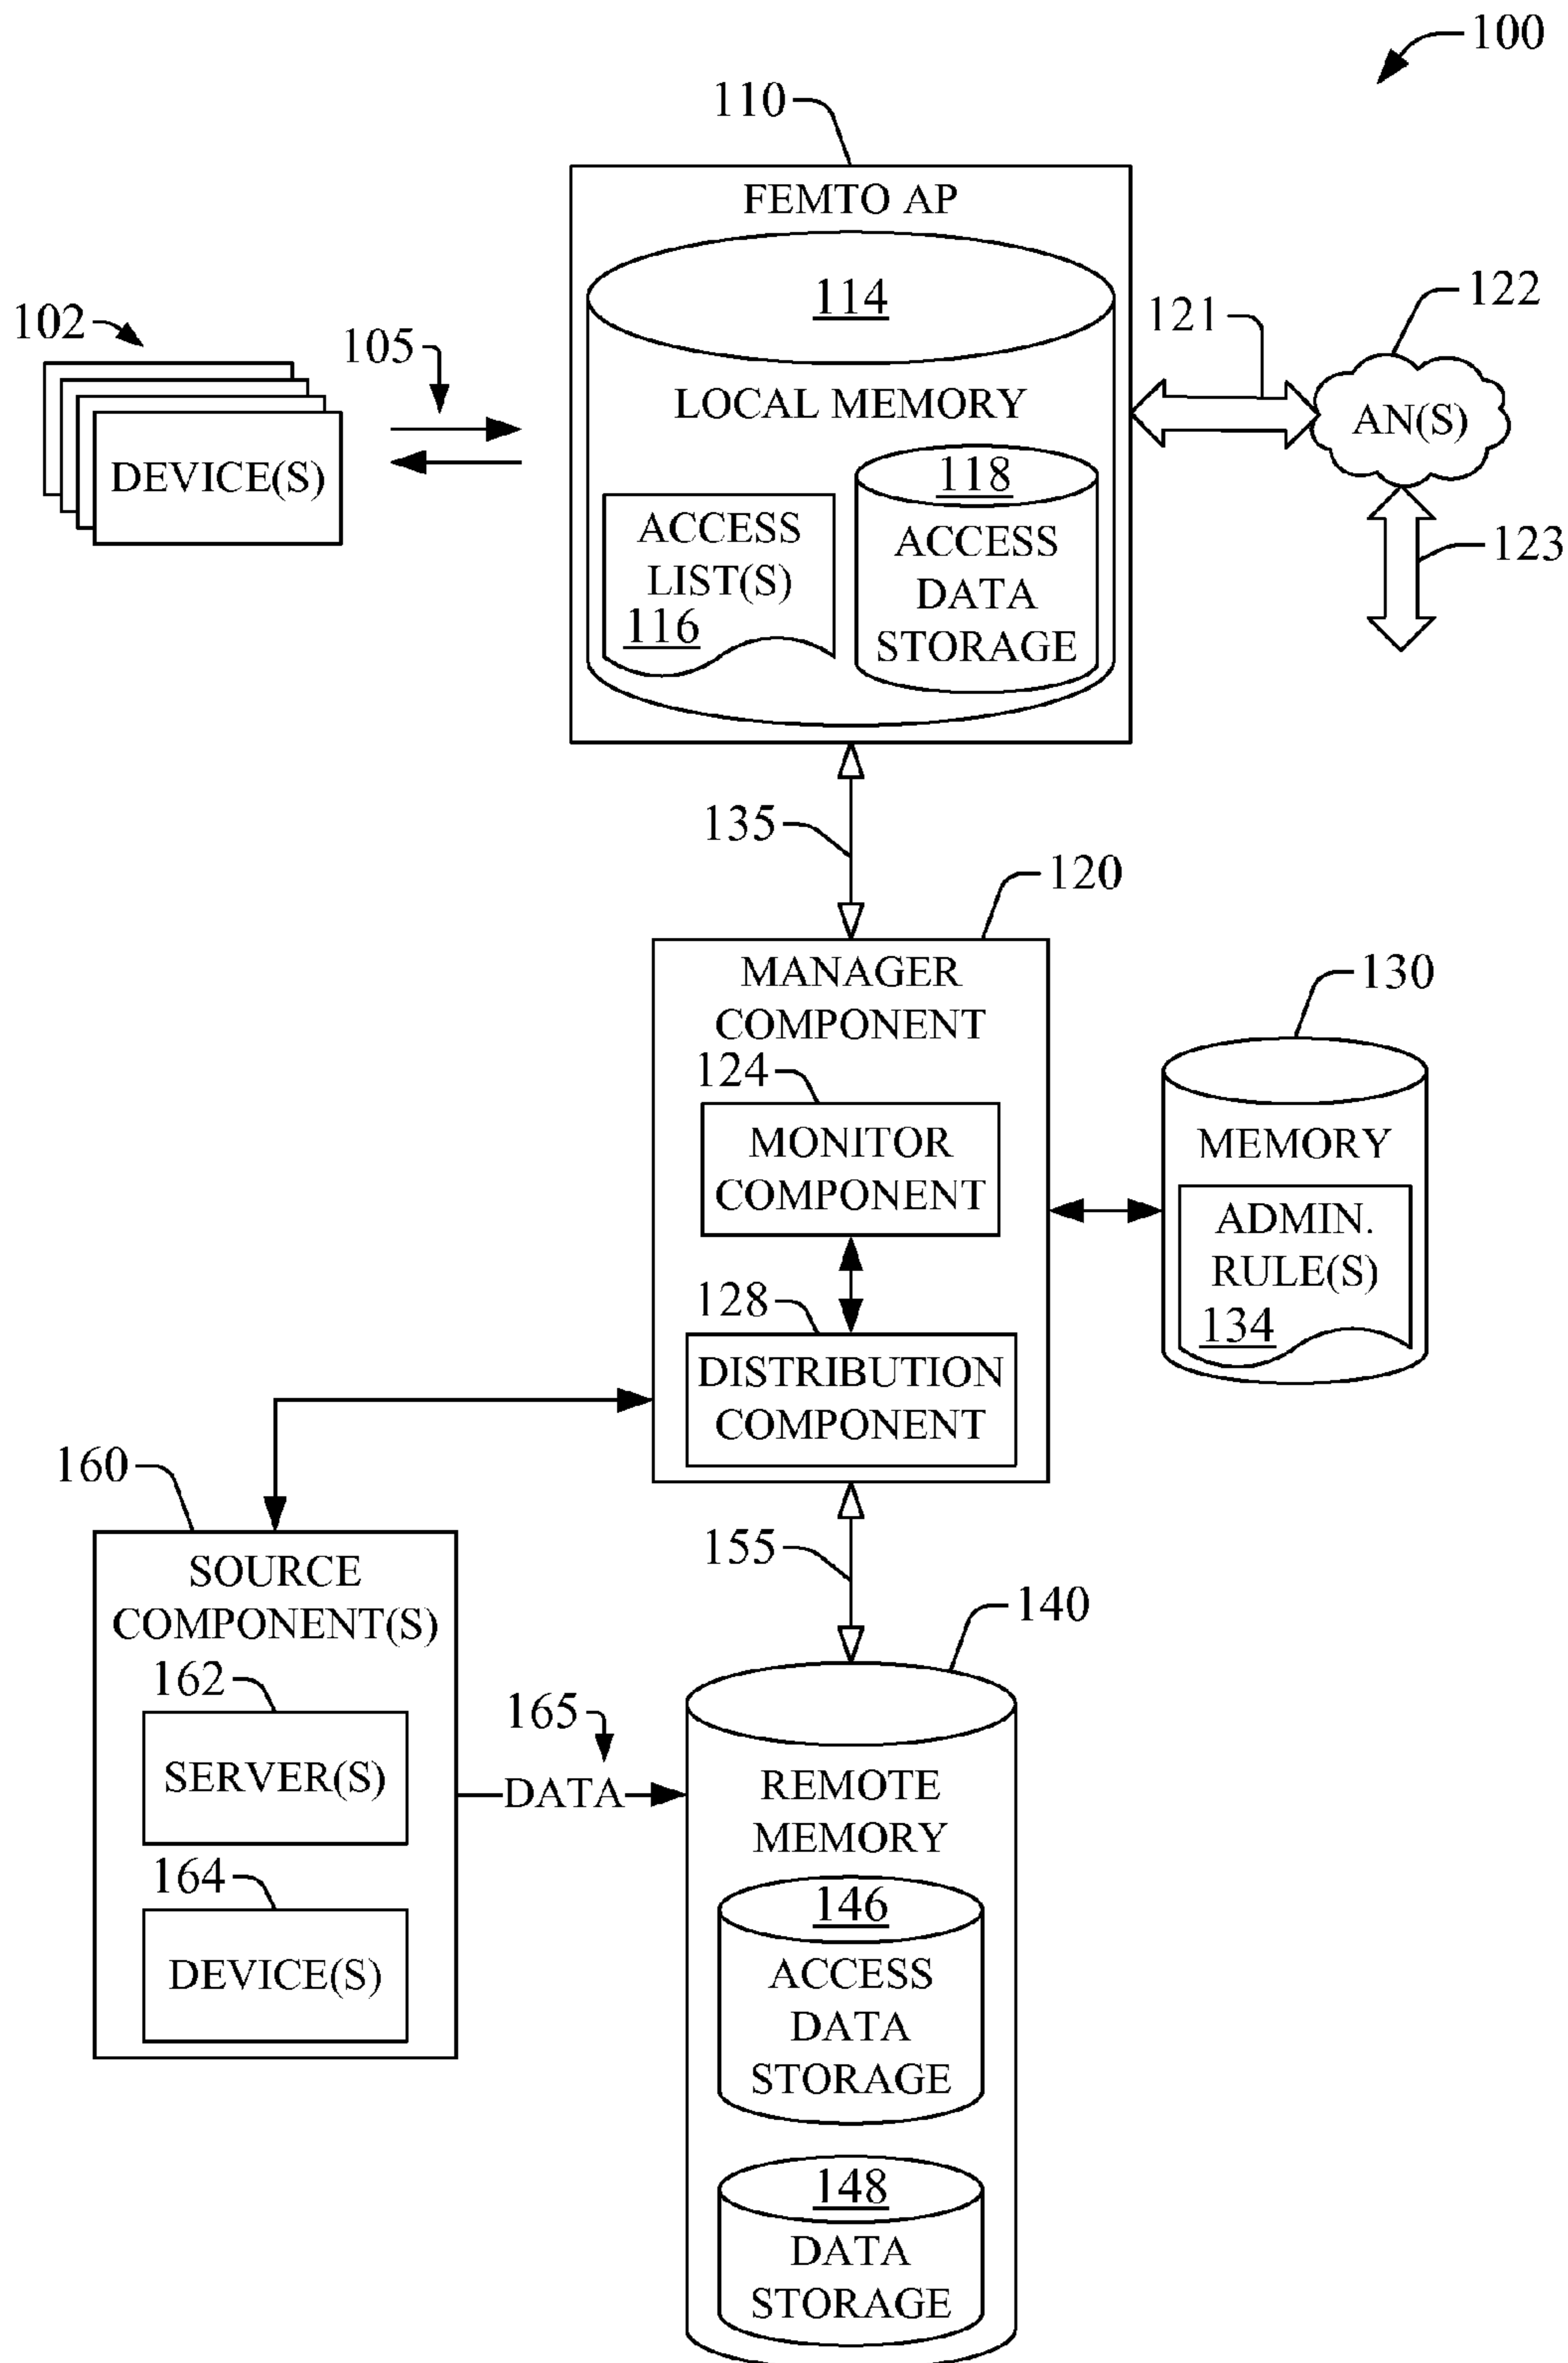 100
110
FEMTO AP
114
LOCAL MEMORY
ACCESS
LIST(S)
116
118
ACCESS
DATA
STORAGE
102
105
DEVICE(S)
121
122
AN(S)
123
135
120
MANAGER
COMPONENT
124
MONITOR
COMPONENT
128
DISTRIBUTION
COMPONENT
130
MEMORY
ADMIN.
RULE(S)
134
160
SOURCE
COMPONENT(S)
162
SERVER(S)
164
DEVICE(S)
155
165
DATA
140
REMOTE
MEMORY
146
ACCESS
DATA
STORAGE
148
DATA
STORAGE